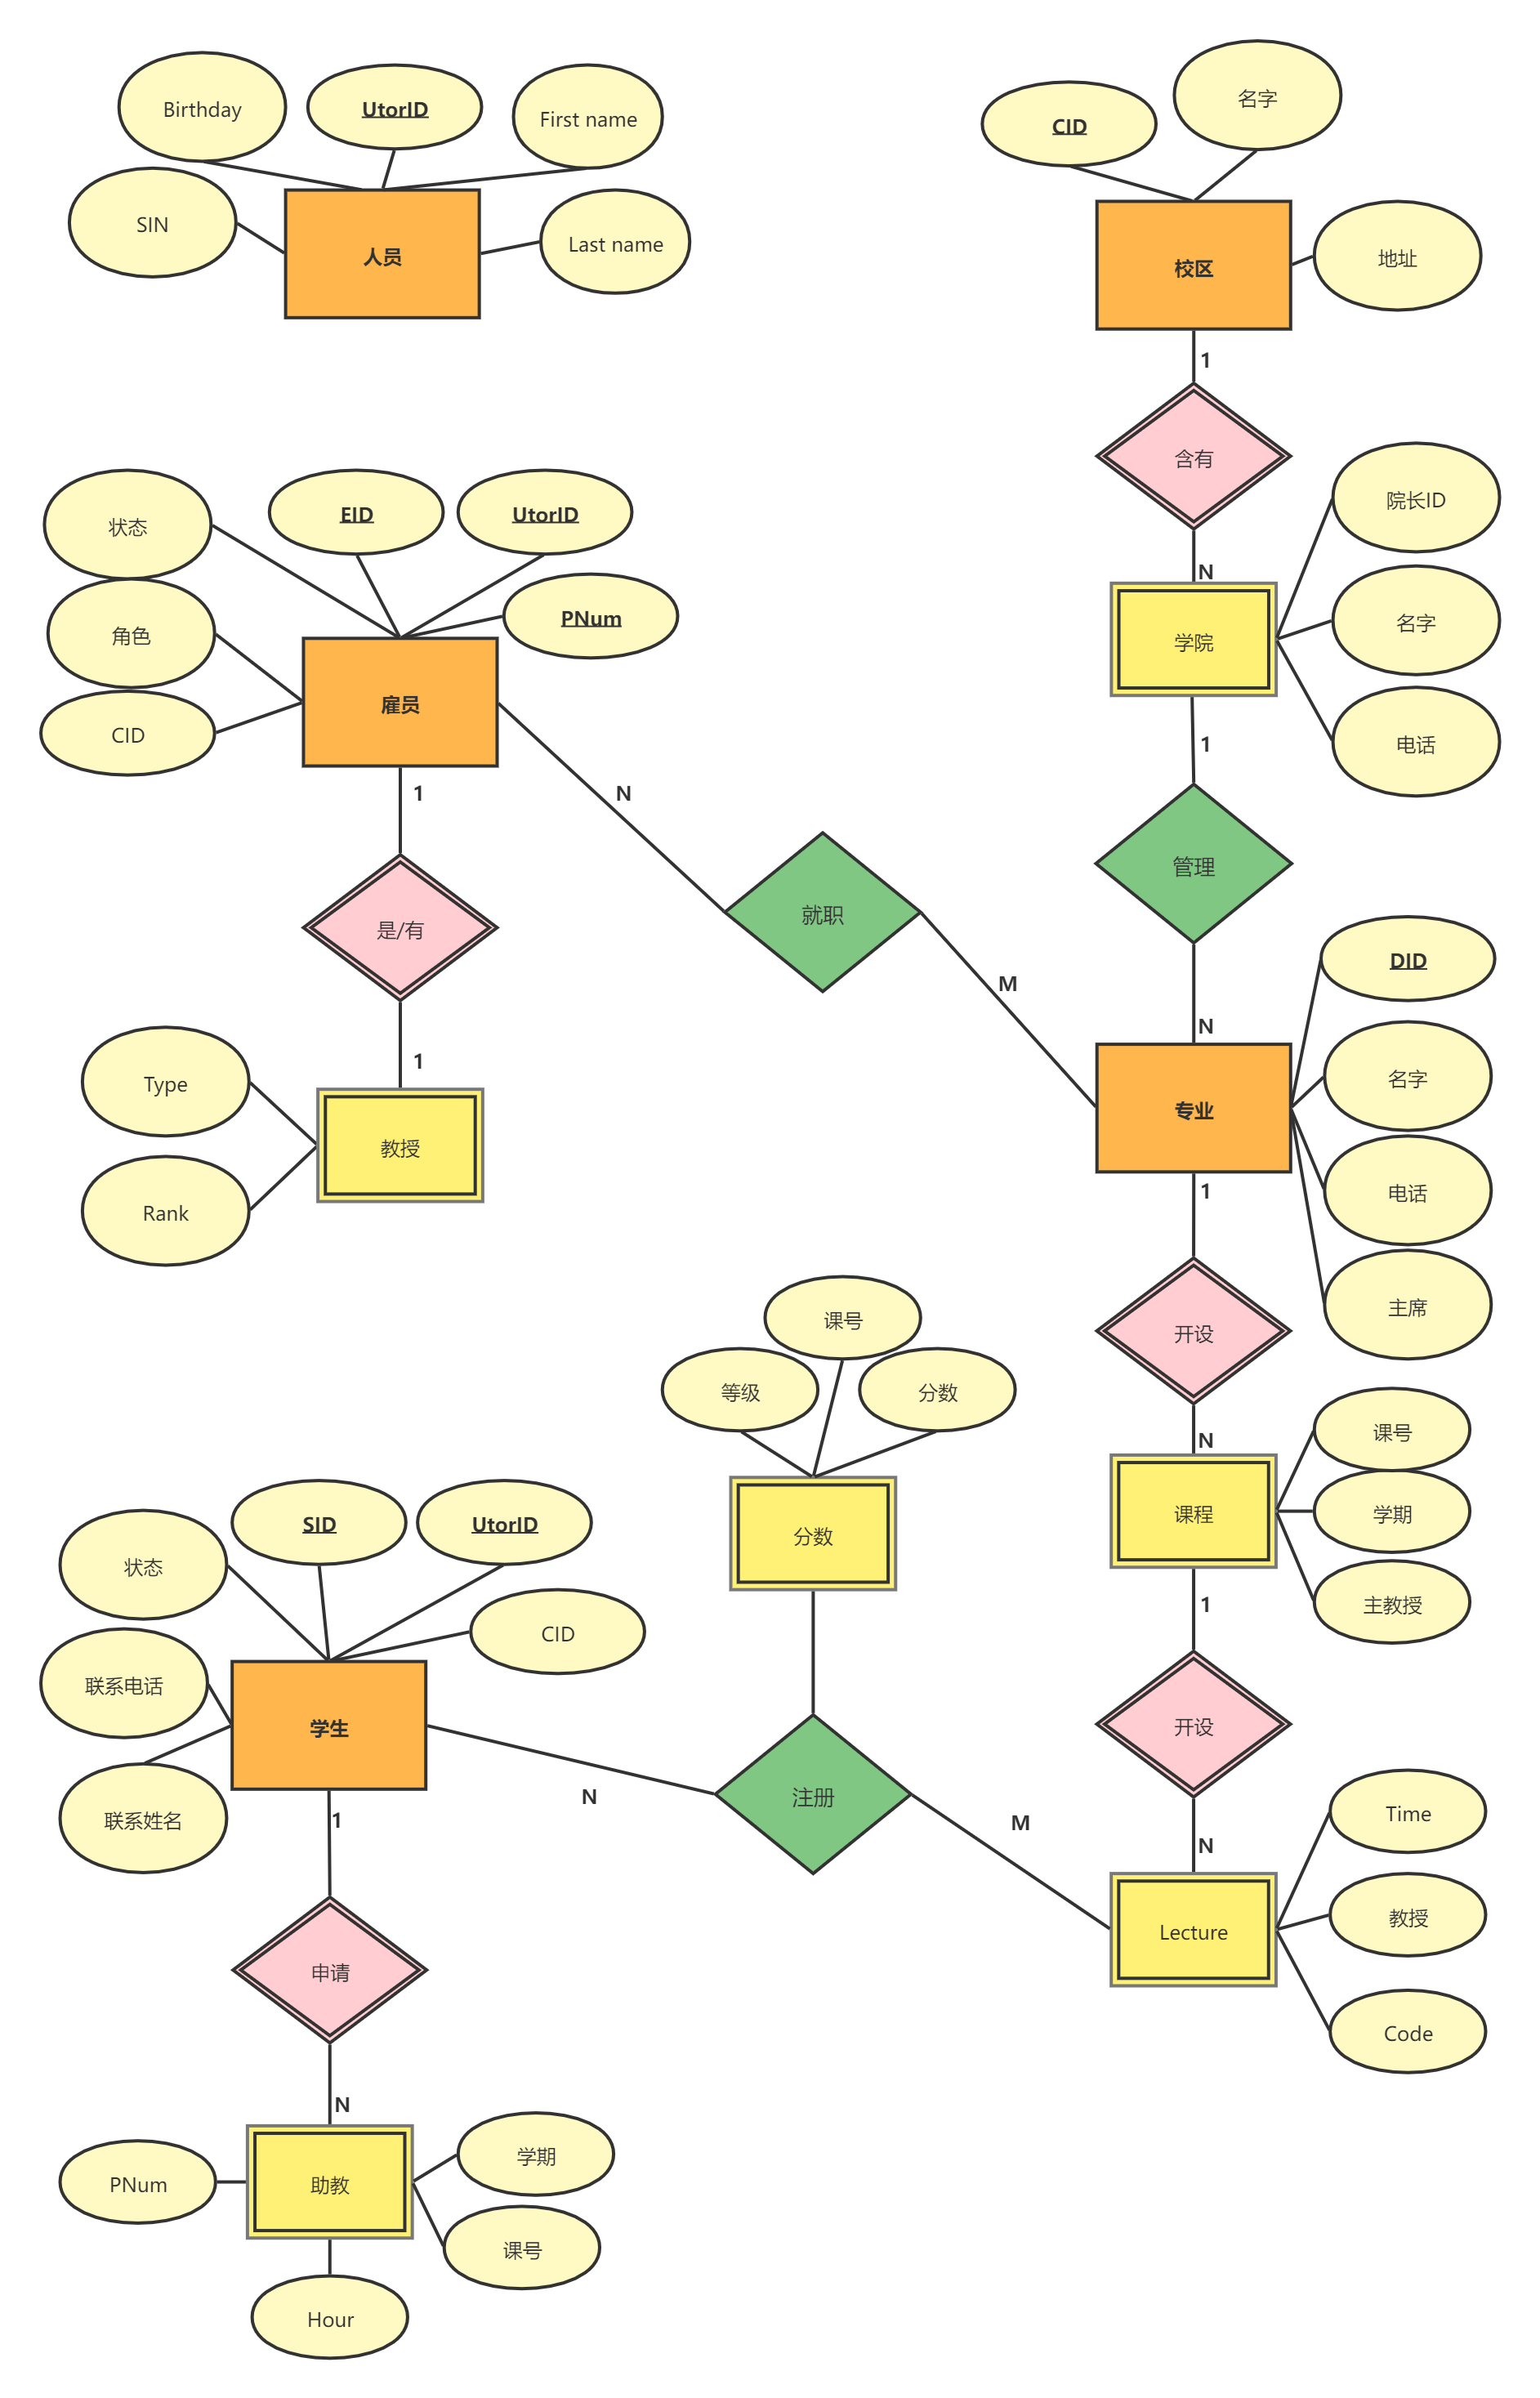 Birthday
UtorID
First name
SIN
人员
Last name
CID
名字
校区
地址
1
含有
N
学院
院长ID
名字
电话
状态
EID
UtorID
角色
PNum
CID
雇员
1
N
是/有
1
Type
教授
Rank
就职
M
1
管理
N
DID
名字
专业
电话
主席
1
开设
N
课号
课程
学期
主教授
1
开设
N
Time
Lecture
教授
Code
课号
等级
分数
分数
SID
UtorID
状态
CID
联系电话
学生
联系姓名
N
注册
M
1
申请
N
学期
PNum
助教
课号
Hour